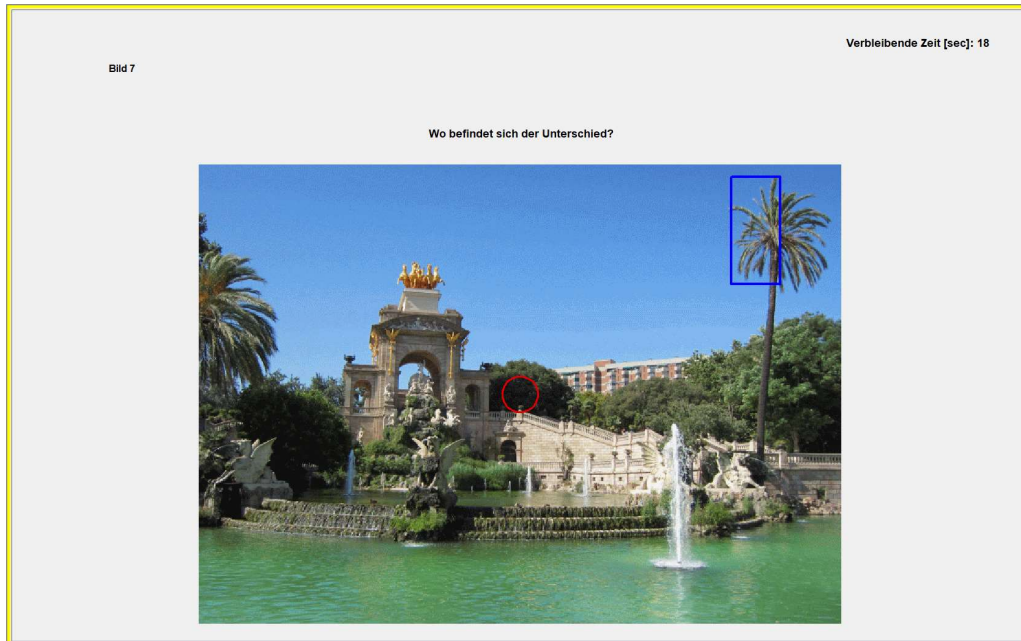 Verbleibende Zeit [sec]: 18
Bild 7
Wo befindet sich der Unterschied?